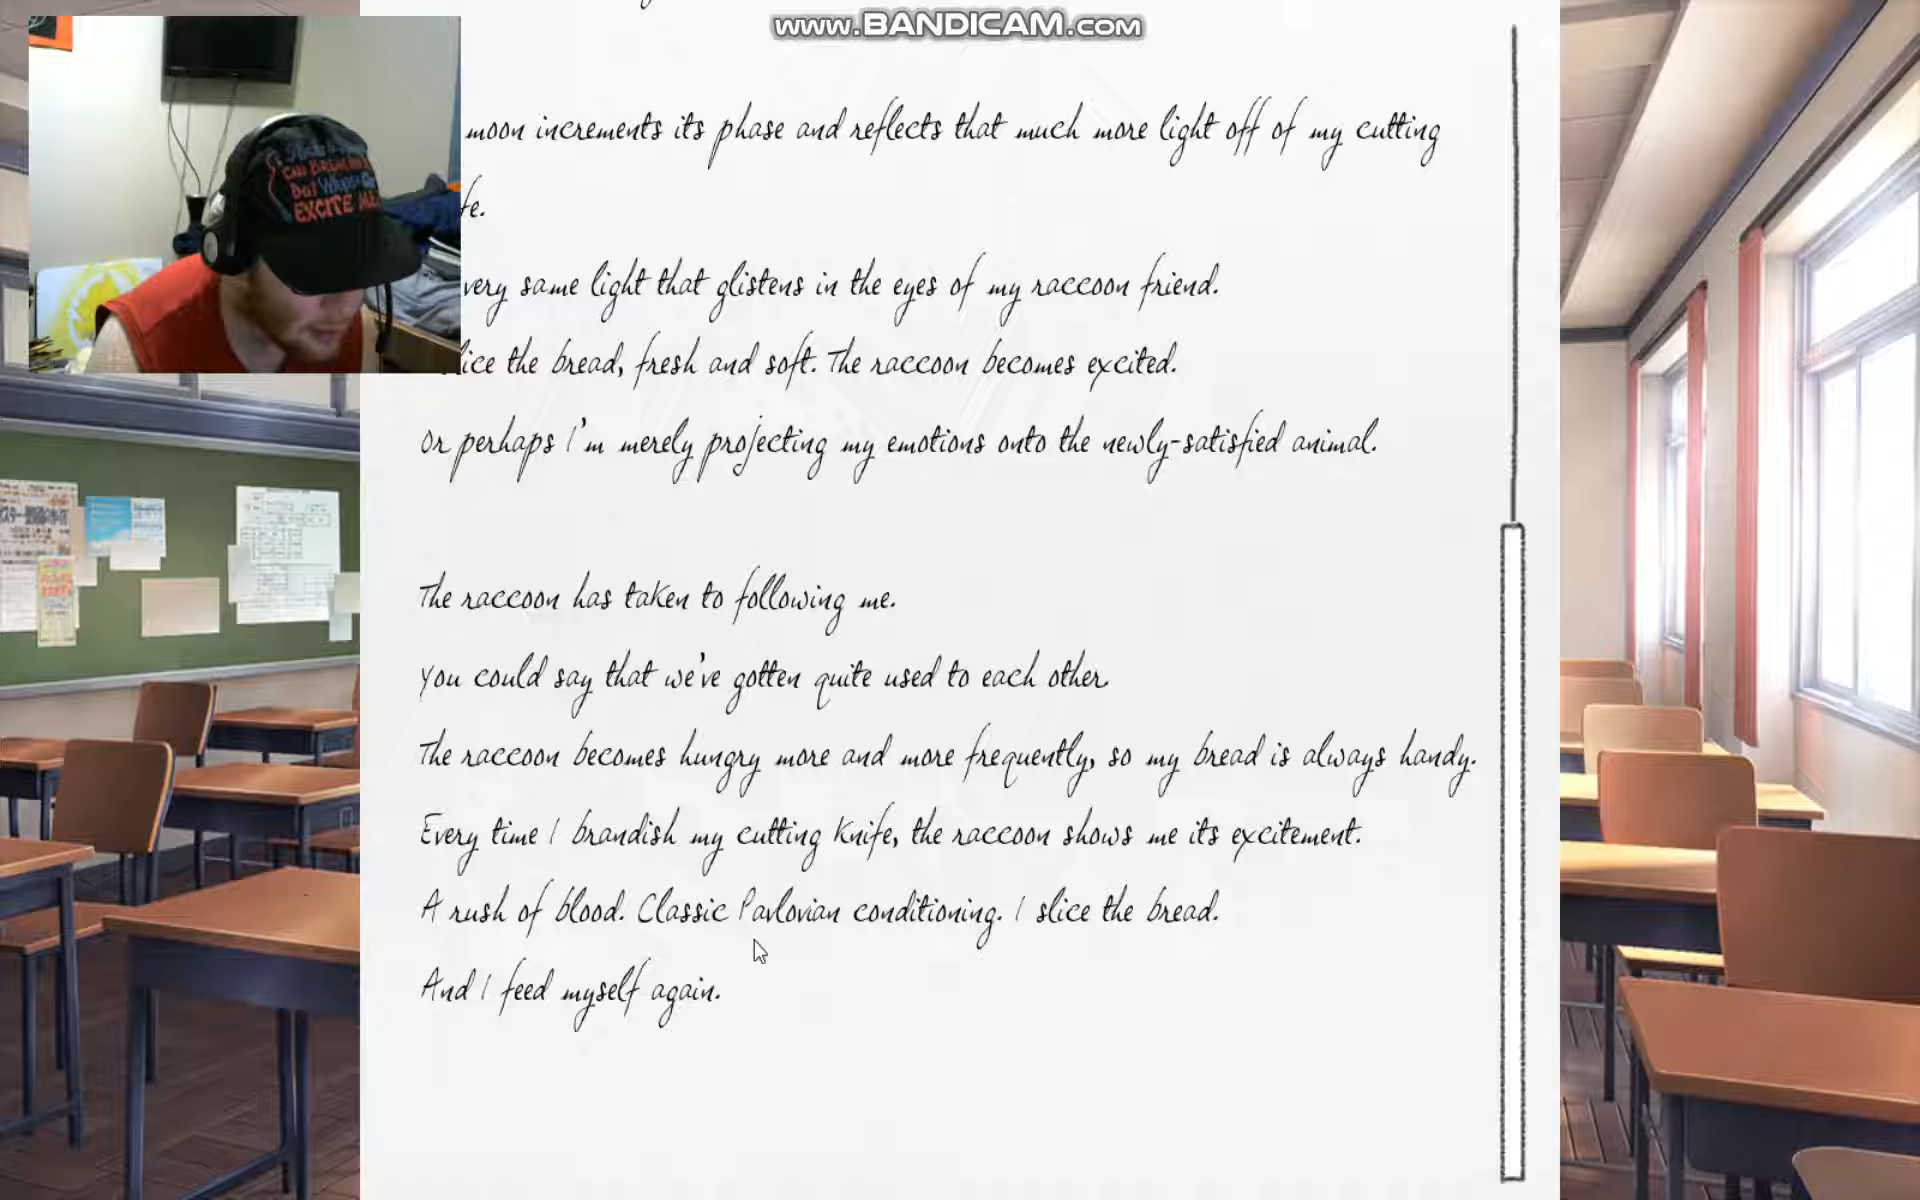 www.BANDICAM.com
CAN BREAK
EXCITE ME
moon increments its phase and reflects that much more light off of my cutting
fe.
very same light that glistens in the eyes of my raccoon friend.
lice the bread, fresh and soft. The raccoon becomes excited.
Or perhaps I'm merely projecting my emotions onto the newly-satisfied animal.
The raccoon has taken to following me.
You could say that we've gotten quite used to each other.
The raccoon becomes hungry more and more frequently, so my bread is always handy.
Every time I brandish my cutting knife, the raccoon shows me its excitement.
A rush of blood. Classic Pavlovian conditioning. I slice the bread.
And I feed myself again.